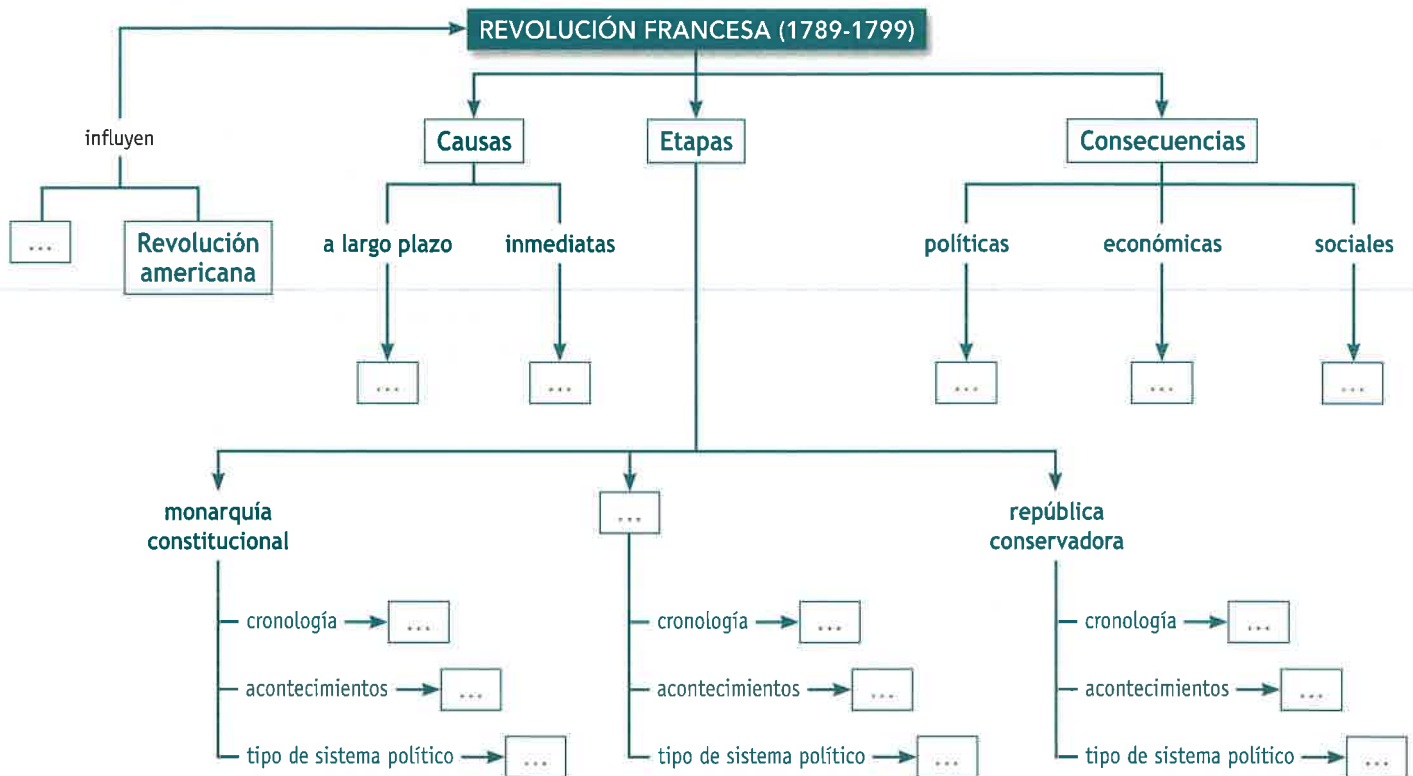 REVOLUCIÓN FRANCESA (1789-1799)
influyen
...
Revolución
americana
Causas
a largo plazo
...
inmediatas
...
Etapas
Consecuencias
políticas
...
económicas
...
sociales
...
monarquía
constitucional
cronología
...
acontecimientos
...
tipo de sistema político
...
...
cronología
...
acontecimientos
...
tipo de sistema político
...
república
conservadora
cronología
...
acontecimientos
...
tipo de sistema político
...